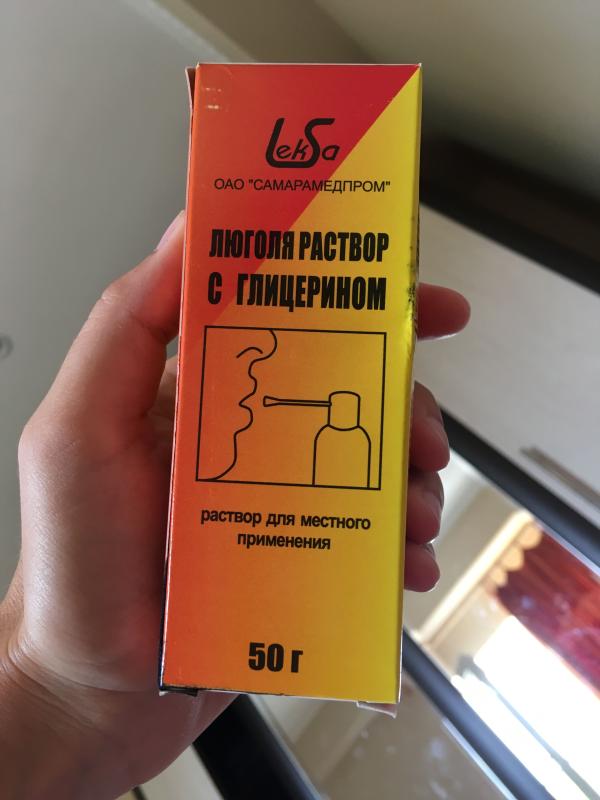 LekSa
ОАО "САМАРАМЕДПРОМ"
ЛЮГОЛЯ РАСТВОР
С ГЛИЦЕРИНОМ
раствор для местного
применения
50 г